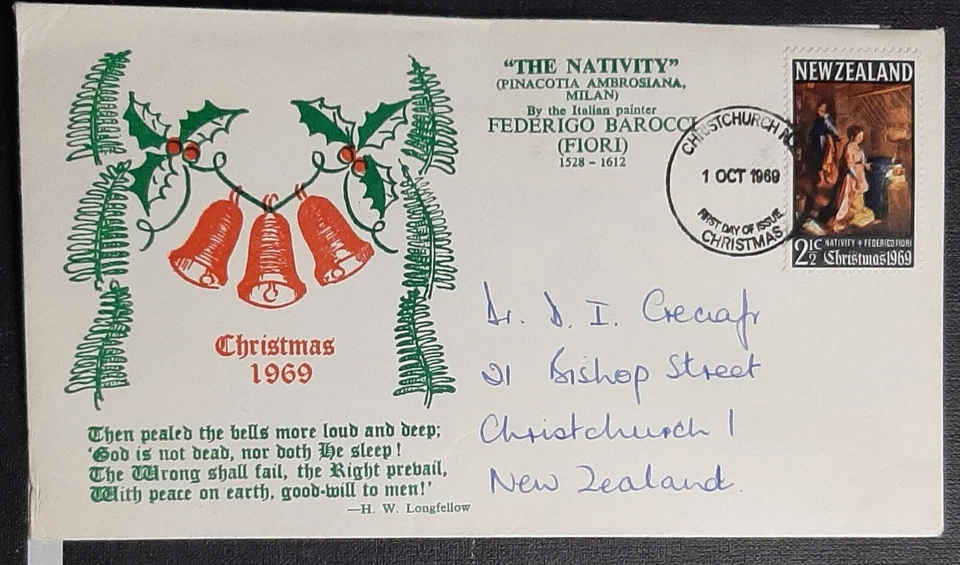 "THE NATIVITY"
(PINACOTIA AMBROSIANA,
MILAN)
By the Italian painter
FEDERIGO BAROCCI
(FIORI)
1528 - 1612
CHRISTCHURCH
1 OCT 1969
FIRST DAY OF ISSUE
CHRISTMAS
NEW ZEALAND
2½c NATIVITY + FEDERICO FIORI
Christmas 1969
Christmas
1969
Then pealed the bells more loud and deep;
'God is not dead, nor doth He sleep!
The Wrong shall fail, the Right prevail,
With peace on earth, good-will to men!'
—H. W. Longfellow
Dr. D. I.
21 Bishop Street
Christchurch 1
New Zealand.